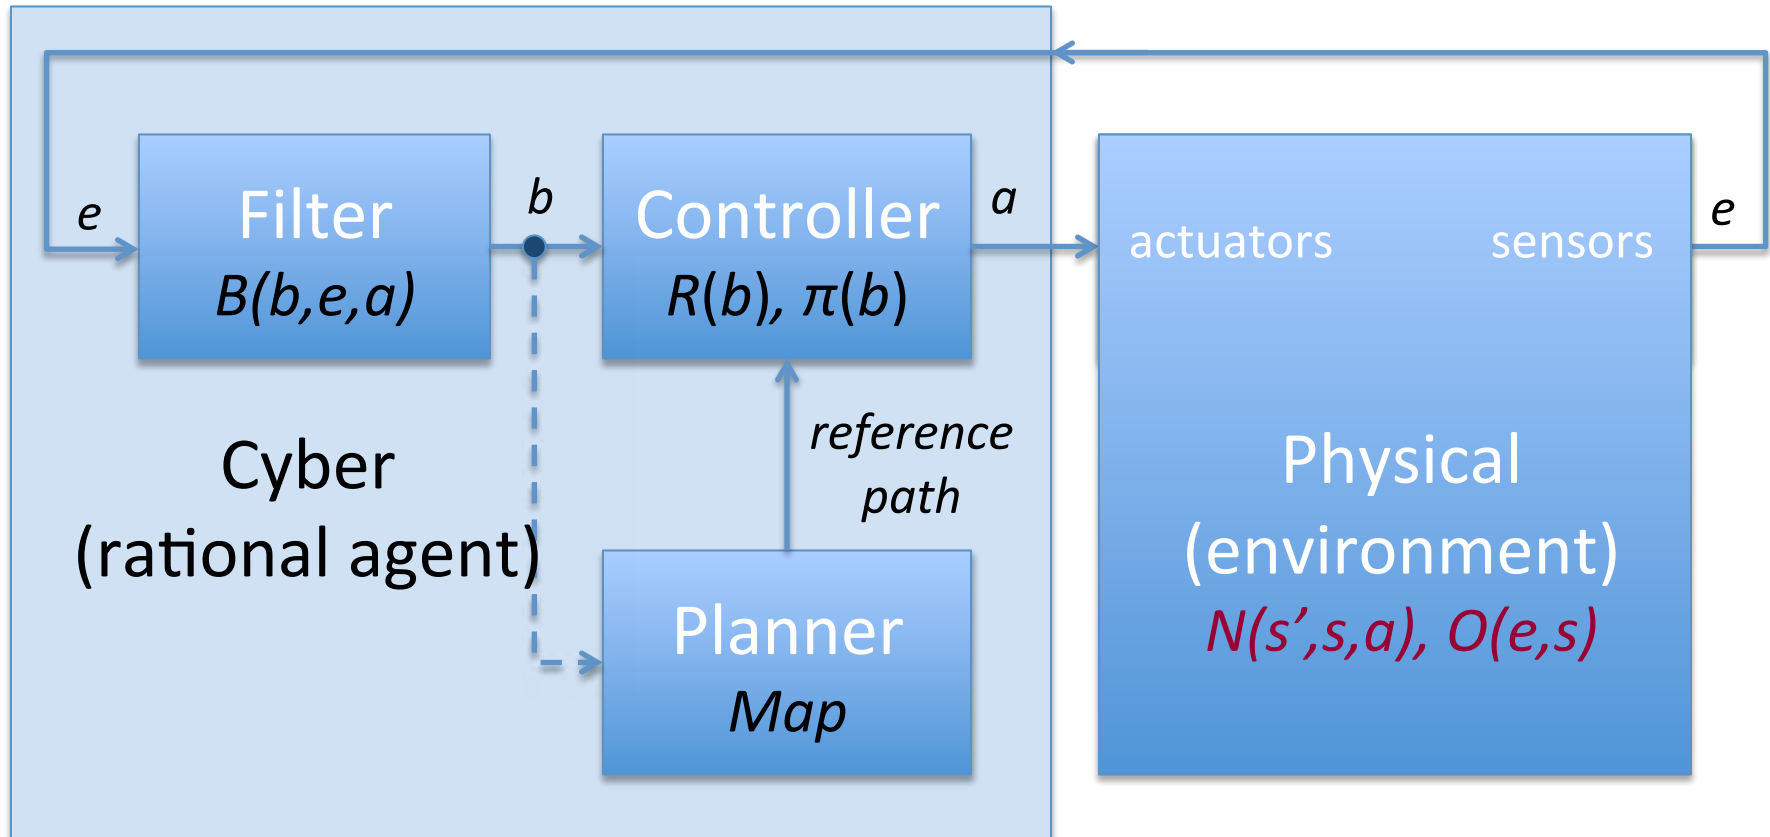 e
Filter
B(b,e,a)
b
Controller
R(b), π(b)
a
actuators
sensors
e
Cyber
(rational agent)
reference
path
Planner
Map
Physical
(environment)
N(s’,s,a), O(e,s)